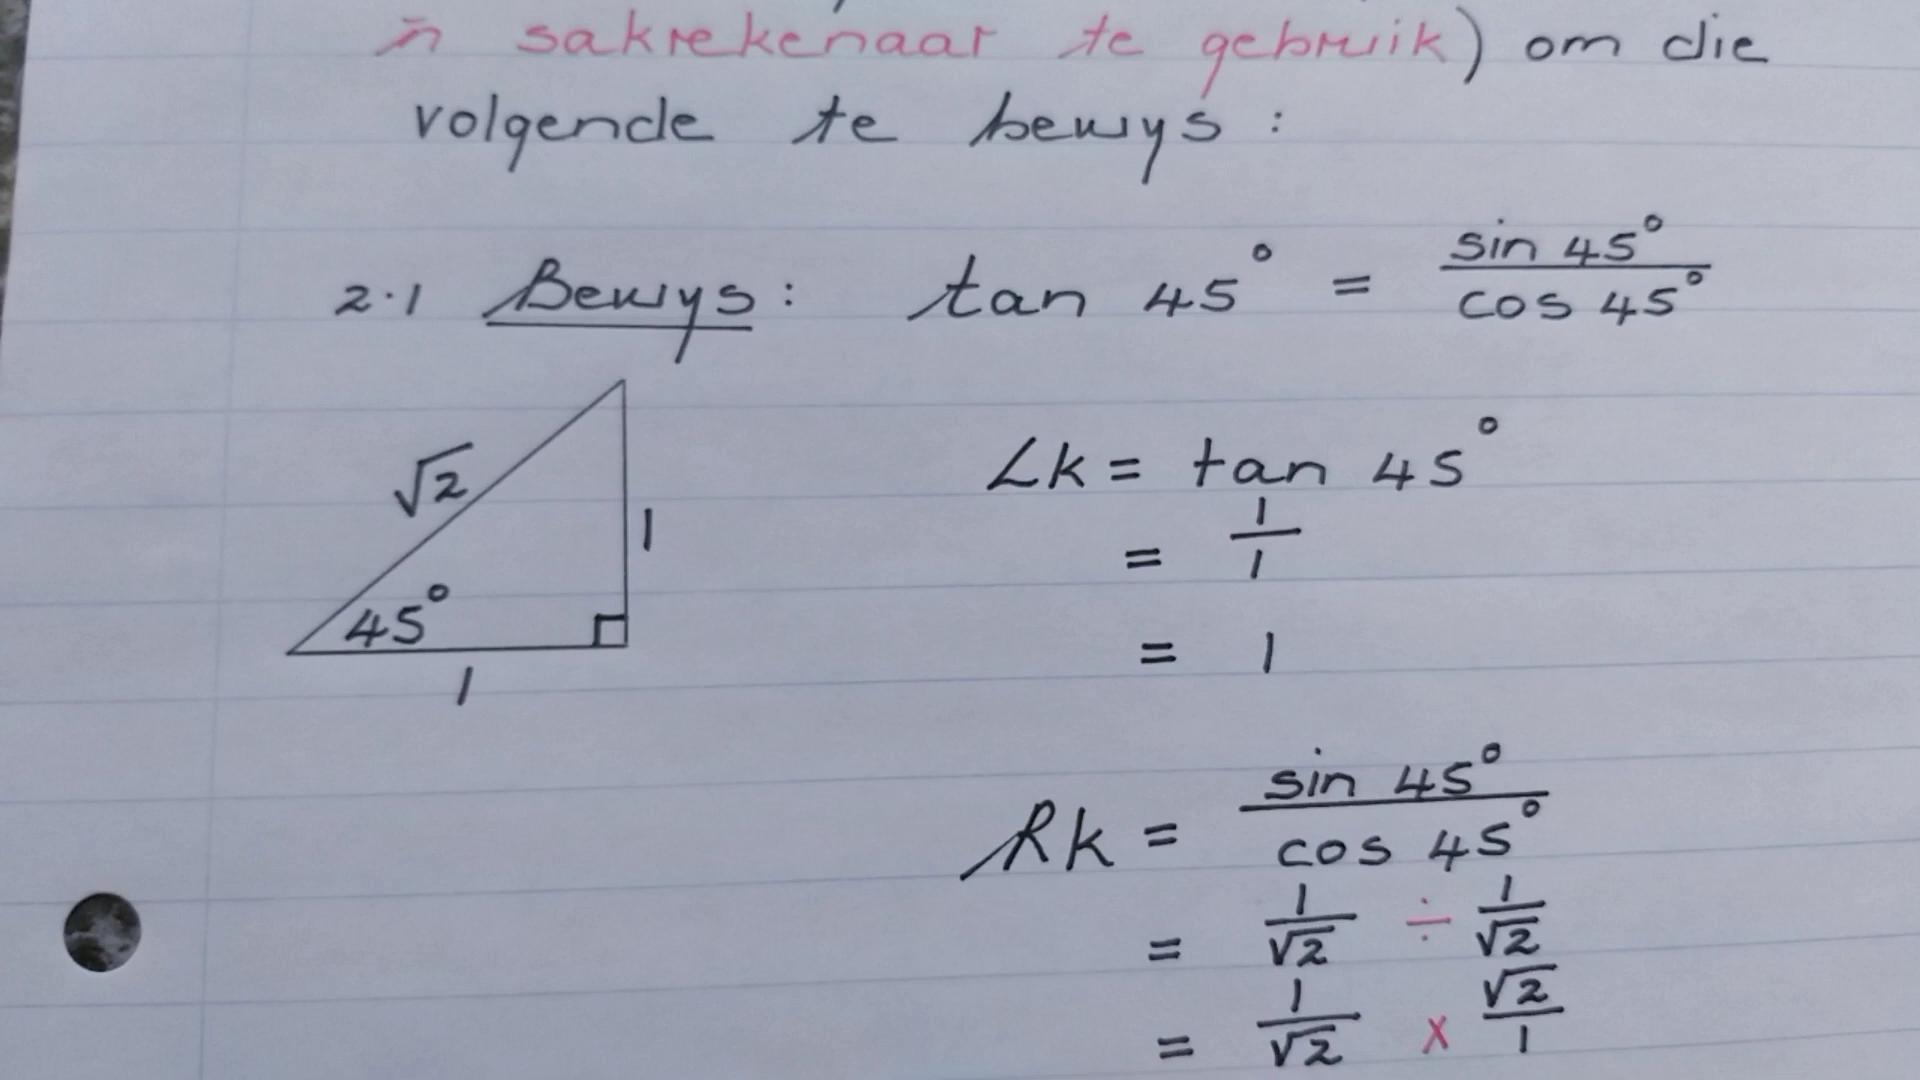 'n sakrekenaar te gebruik) om die
volgende te bewys :
2.1 Bewys : tan 45° = sin 45° / cos 45°
√2
1
45°
1
Lk = tan 45°
= 1/1
= 1
Rk = sin 45° / cos 45°
= 1/√2 ÷ 1/√2
= 1/√2 × √2/1